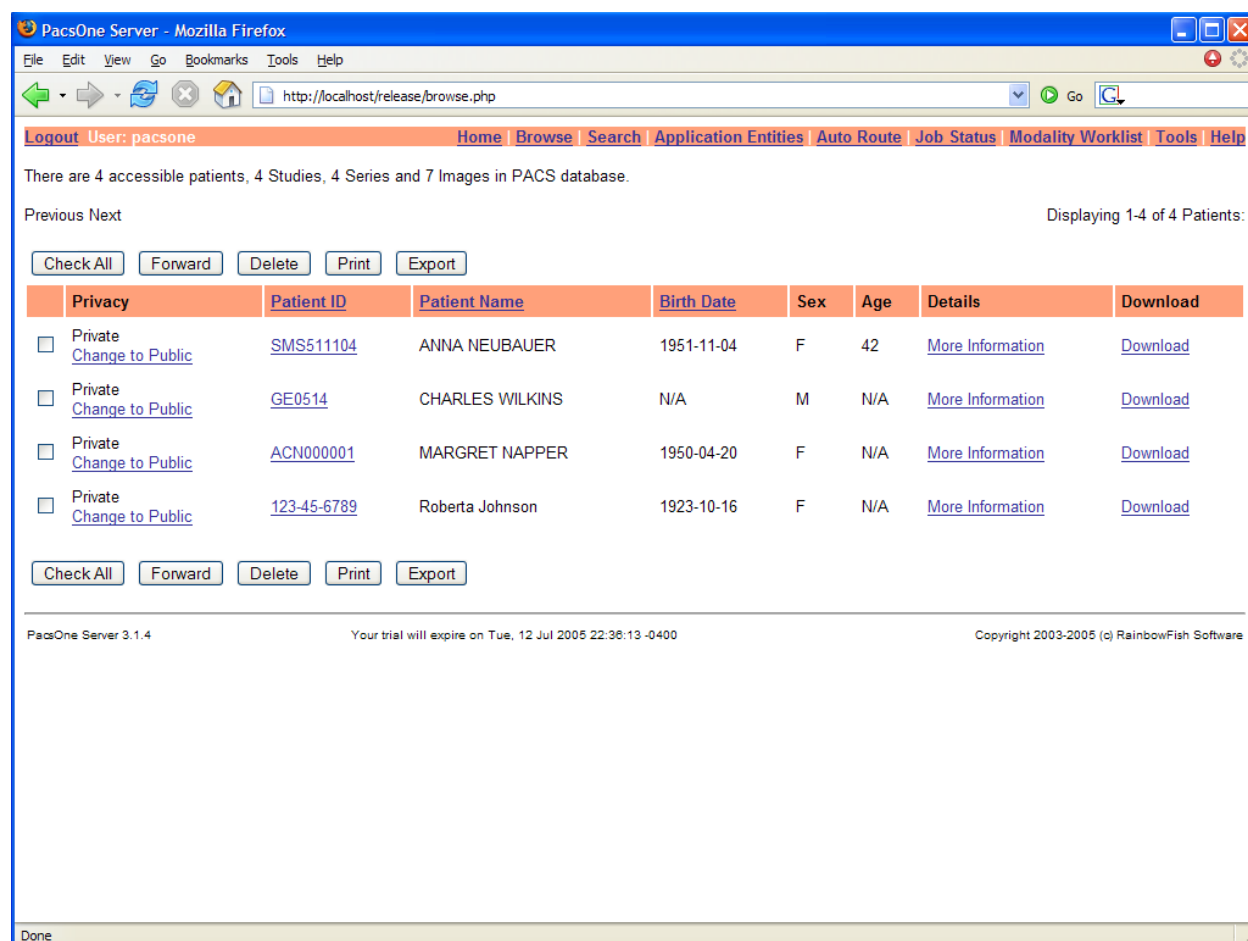 PacsOne Server - Mozilla Firefox
File Edit View Go Bookmarks Tools Help
http://localhost/release/browse.php Go G
Logout User: pacsone Home | Browse | Search | Application Entities | Auto Route | Job Status | Modality Worklist | Tools | Help
There are 4 accessible patients, 4 Studies, 4 Series and 7 Images in PACS database.
Previous Next Displaying 1-4 of 4 Patients:
Check All Forward Delete Print Export
Privacy Patient ID Patient Name Birth Date Sex Age Details Download
Private
Change to Public SMS511104 ANNA NEUBAUER 1951-11-04 F 42 More Information Download
Private
Change to Public GE0514 CHARLES WILKINS N/A M N/A More Information Download
Private
Change to Public ACN000001 MARGRET NAPPER 1950-04-20 F N/A More Information Download
Private
Change to Public 123-45-6789 Roberta Johnson 1923-10-16 F N/A More Information Download
Check All Forward Delete Print Export
PacsOne Server 3.1.4 Your trial will expire on Tue, 12 Jul 2005 22:36:13 -0400 Copyright 2003-2005 (c) RainbowFish Software
Done